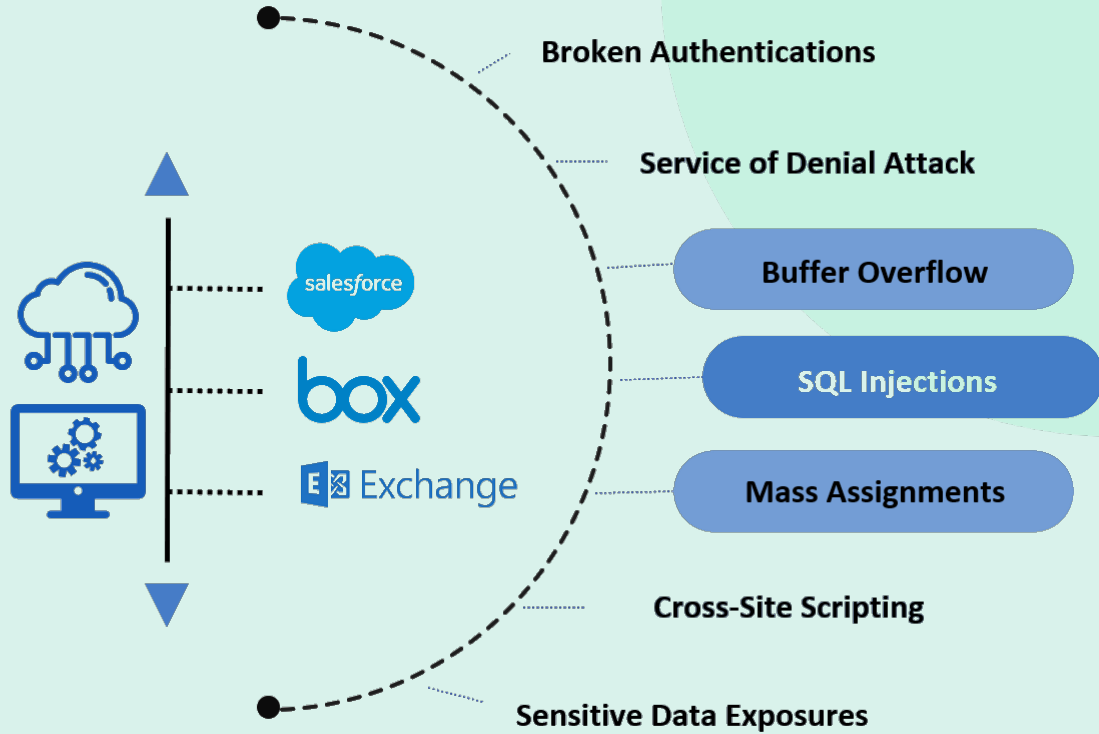 Broken Authentications
Service of Denial Attack
salesforce
Buffer Overflow
box
SQL Injections
E Exchange
Mass Assignments
Cross-Site Scripting
Sensitive Data Exposures